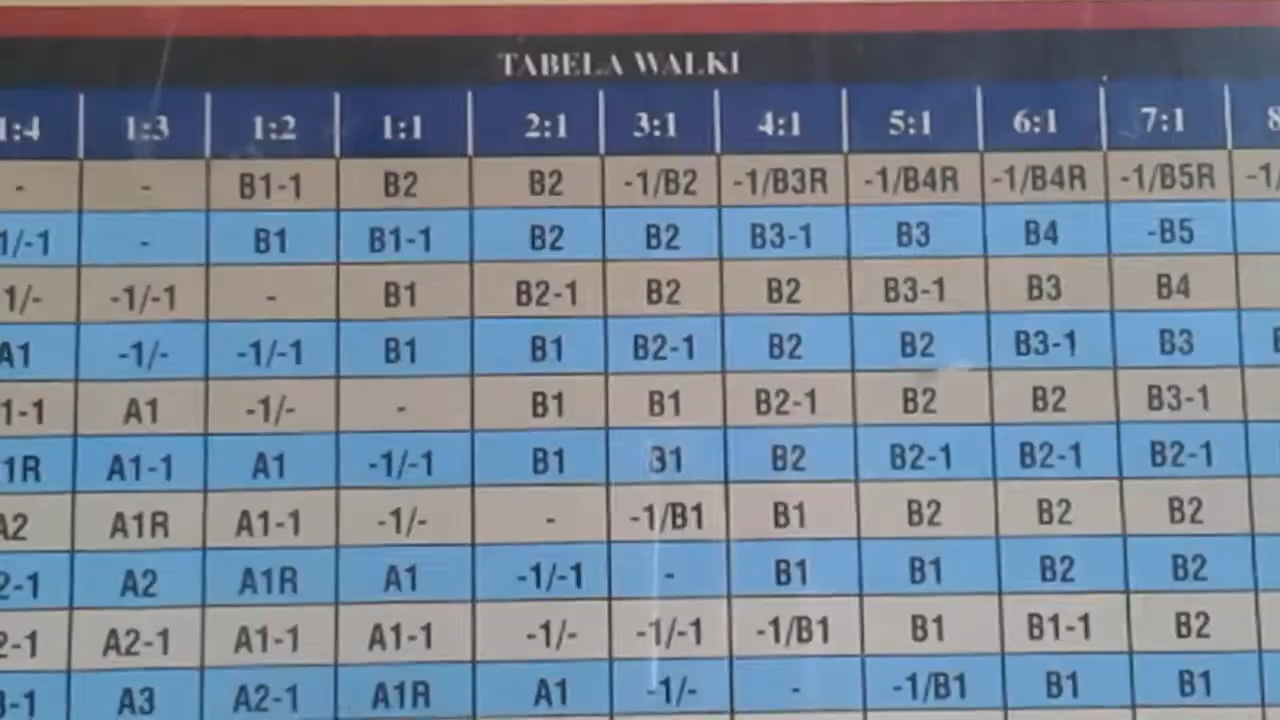 TABELA WALKI
1:4 1:3 1:2 1:1 2:1 3:1 4:1 5:1 6:1 7:1 8
- - B1-1 B2 B2 -1/B2 -1/B3R -1/B4R -1/B4R -1/B5R -1/
1/-1 - B1 B1-1 B2 B2 B3-1 B3 B4 -B5
1/- -1/-1 - B1 B2-1 B2 B2 B3-1 B3 B4
A1 -1/- -1/-1 B1 B1 B2-1 B2 B2 B3-1 B3
1-1 A1 -1/- - B1 B1 B2-1 B2 B2 B3-1
1R A1-1 A1 -1/-1 B1 B1 B2 B2-1 B2-1 B2-1
A2 A1R A1-1 -1/- - -1/B1 B1 B2 B2 B2
2-1 A2 A1R A1 -1/-1 - B1 B1 B2 B2
2-1 A2-1 A1-1 A1-1 -1/- -1/-1 -1/B1 B1 B1-1 B2
3-1 A3 A2-1 A1R A1 -1/- - -1/B1 B1 B1